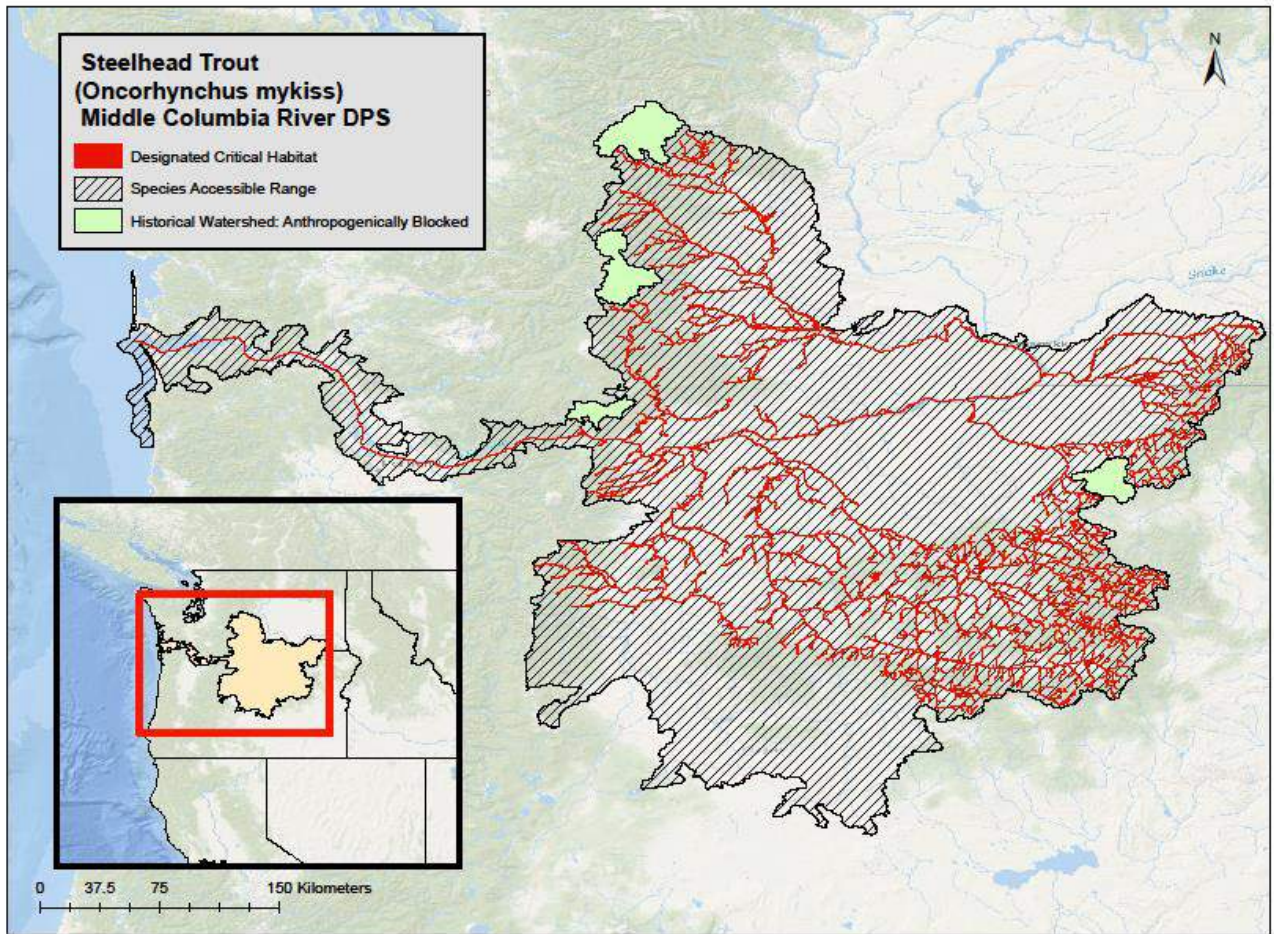 Steelhead Trout
(Oncorhynchus mykiss)
Middle Columbia River DPS
Designated Critical Habitat
Species Accessible Range
Historical Watershed: Anthropogenically Blocked
N
Snake
0 37.5 75 150 Kilometers